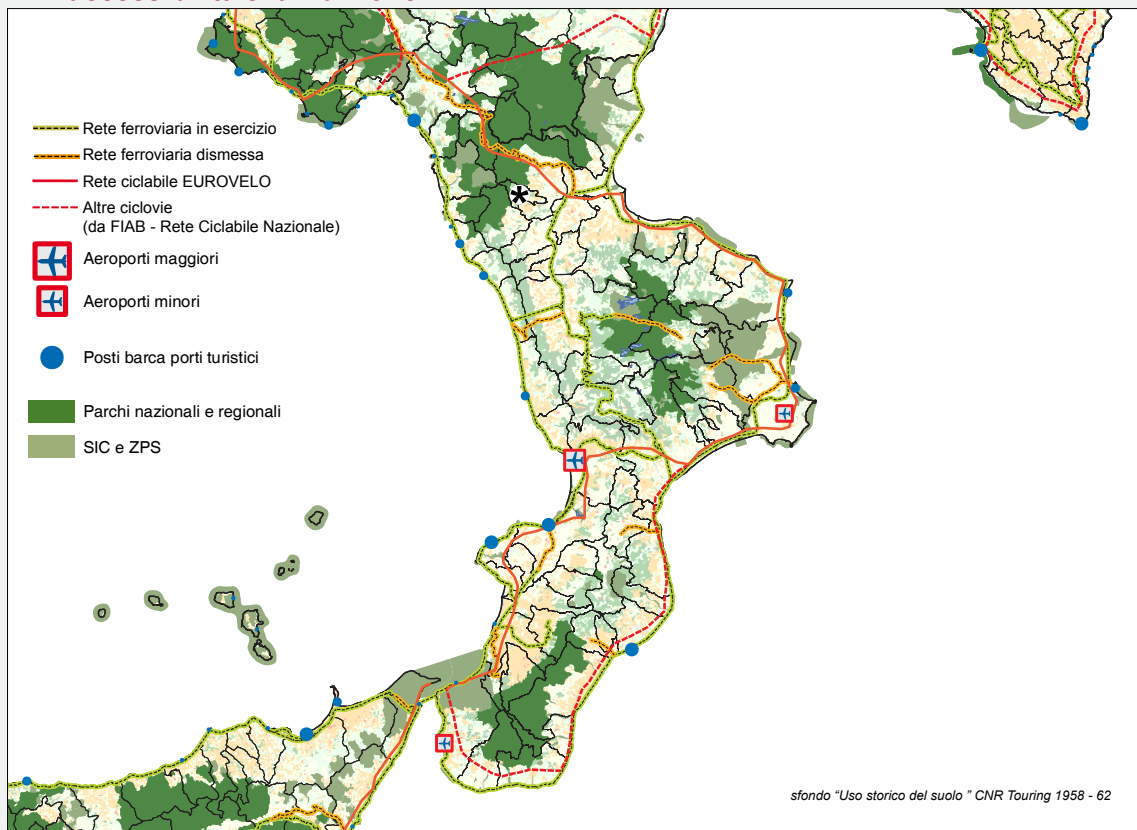 Rete ferroviaria in esercizio
Rete ferroviaria dismessa
Rete ciclabile EUROVELO
Altre ciclovie
(da FIAB - Rete Ciclabile Nazionale)
Aeroporti maggiori
Aeroporti minori
Posti barca porti turistici
Parchi nazionali e regionali
SIC e ZPS
*
sfondo “Uso storico del suolo ” CNR Touring 1958 - 62